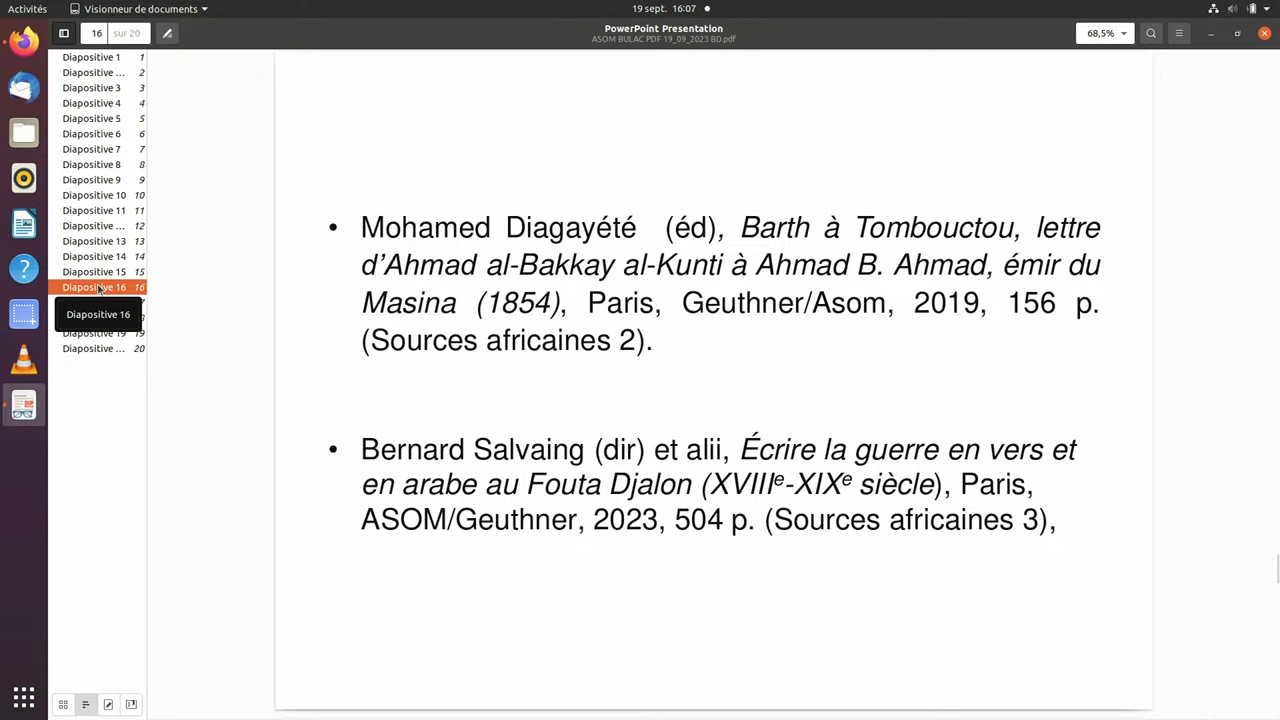 Activités
Visionneur de documents
19 sept. 16:07
16 sur 20
PowerPoint Presentation
ASOM BULAC PDF 19_09_2023 BD.pdf
68,5%
Diapositive 1 1
Diapositive ... 2
Diapositive 3 3
Diapositive 4 4
Diapositive 5 5
Diapositive 6 6
Diapositive 7 7
Diapositive 8 8
Diapositive 9 9
Diapositive 10 10
Diapositive 11 11
Diapositive ... 12
Diapositive 13 13
Diapositive 14 14
Diapositive 15 15
Diapositive 16 16
Diapositive 16
Diapositive 19 19
Diapositive ... 20
• Mohamed Diagayété (éd), Barth à Tombouctou, lettre
d’Ahmad al-Bakkay al-Kunti à Ahmad B. Ahmad, émir du
Masina (1854), Paris, Geuthner/Asom, 2019, 156 p.
(Sources africaines 2).
• Bernard Salvaing (dir) et alii, Écrire la guerre en vers et
en arabe au Fouta Djalon (XVIIIe-XIXe siècle), Paris,
ASOM/Geuthner, 2023, 504 p. (Sources africaines 3),